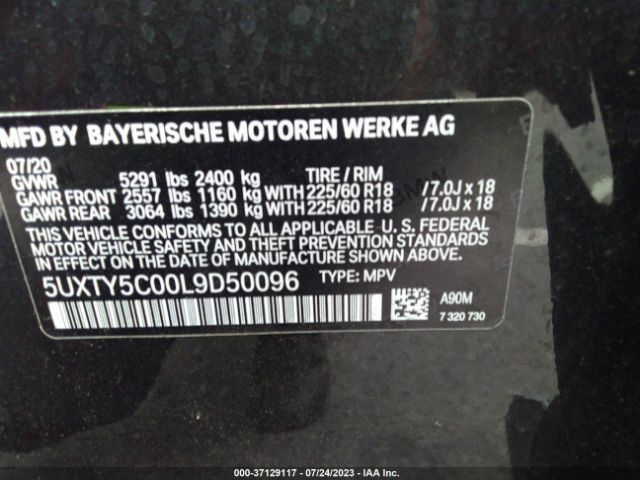 MFD BY BAYERISCHE MOTOREN WERKE AG
07/20
GVWR 5291 lbs 2400 kg TIRE / RIM
GAWR FRONT 2557 lbs 1160 kg WITH 225/60 R18 /7.0J x 18
GAWR REAR 3064 lbs 1390 kg WITH 225/60 R18 /7.0J x 18
THIS VEHICLE CONFORMS TO ALL APPLICABLE U.S. FEDERAL
MOTOR VEHICLE SAFETY AND THEFT PREVENTION STANDARDS
IN EFFECT ON THE DATE OF MANUFACTURE SHOWN ABOVE.
5UXTY5C00L9D50096 TYPE: MPV
A90M
7 320 730
000-37129117 - 07/24/2023 - IAA Inc.